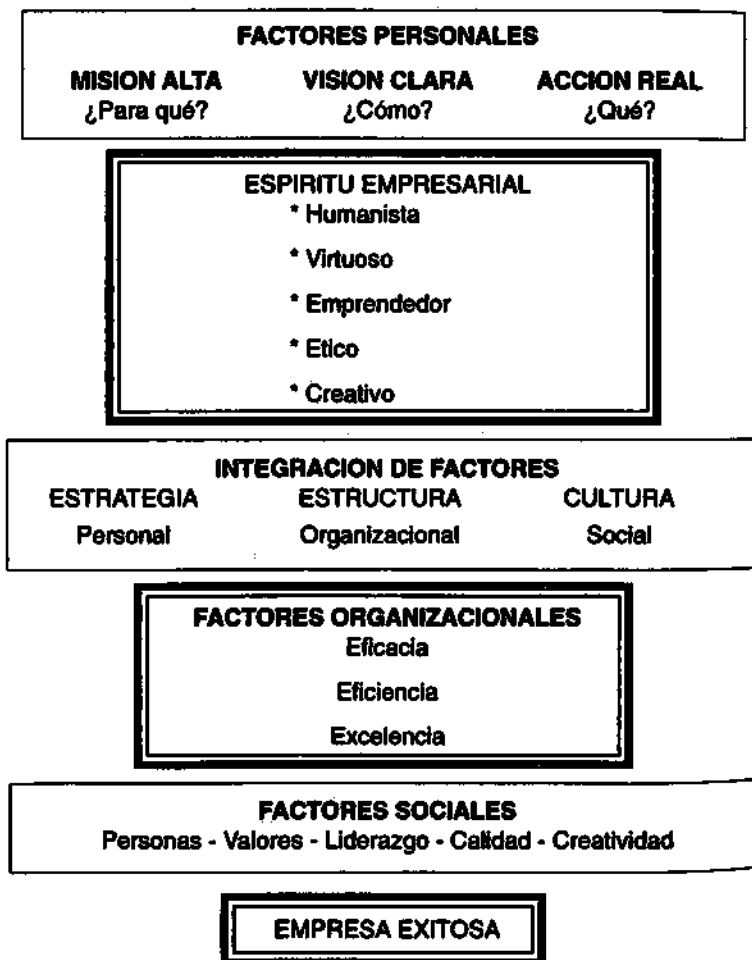 FACTORES PERSONALES
MISION ALTA VISION CLARA ACCION REAL
¿Para qué? ¿Cómo? ¿Qué?
ESPIRITU EMPRESARIAL
* Humanista
* Virtuoso
* Emprendedor
* Etico
* Creativo
INTEGRACION DE FACTORES
ESTRATEGIA ESTRUCTURA CULTURA
Personal Organizacional Social
FACTORES ORGANIZACIONALES
Eficacia
Eficiencia
Excelencia
FACTORES SOCIALES
Personas - Valores - Liderazgo - Calidad - Creatividad
EMPRESA EXITOSA